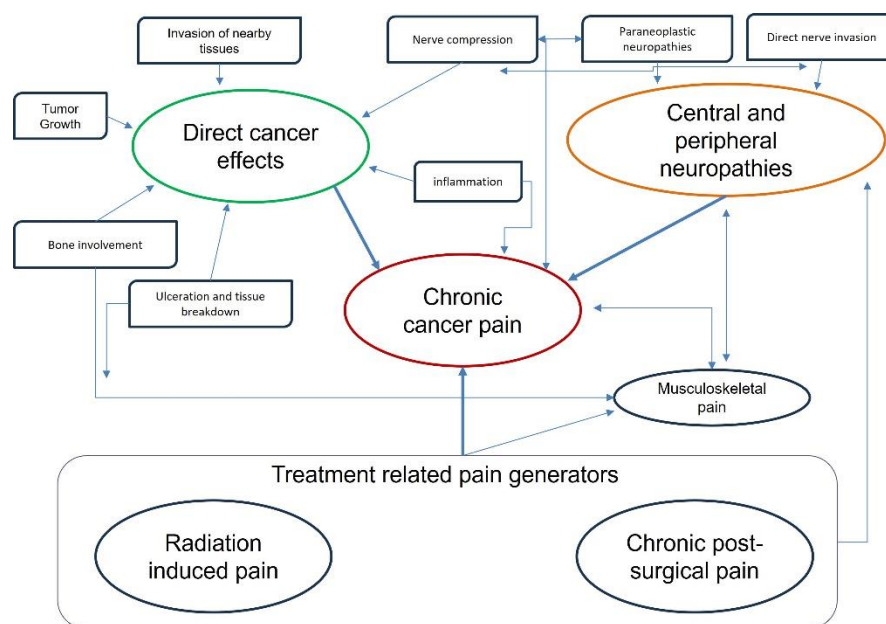 Invasion of nearby
tissues
Nerve compression
Paraneoplastic
neuropathies
Direct nerve invasion
Tumor
Growth
Direct cancer
effects
Central and
peripheral
neuropathies
inflammation
Bone involvement
Ulceration and tissue
breakdown
Chronic
cancer pain
Musculoskeletal
pain
Treatment related pain generators
Radiation
induced pain
Chronic post-
surgical pain